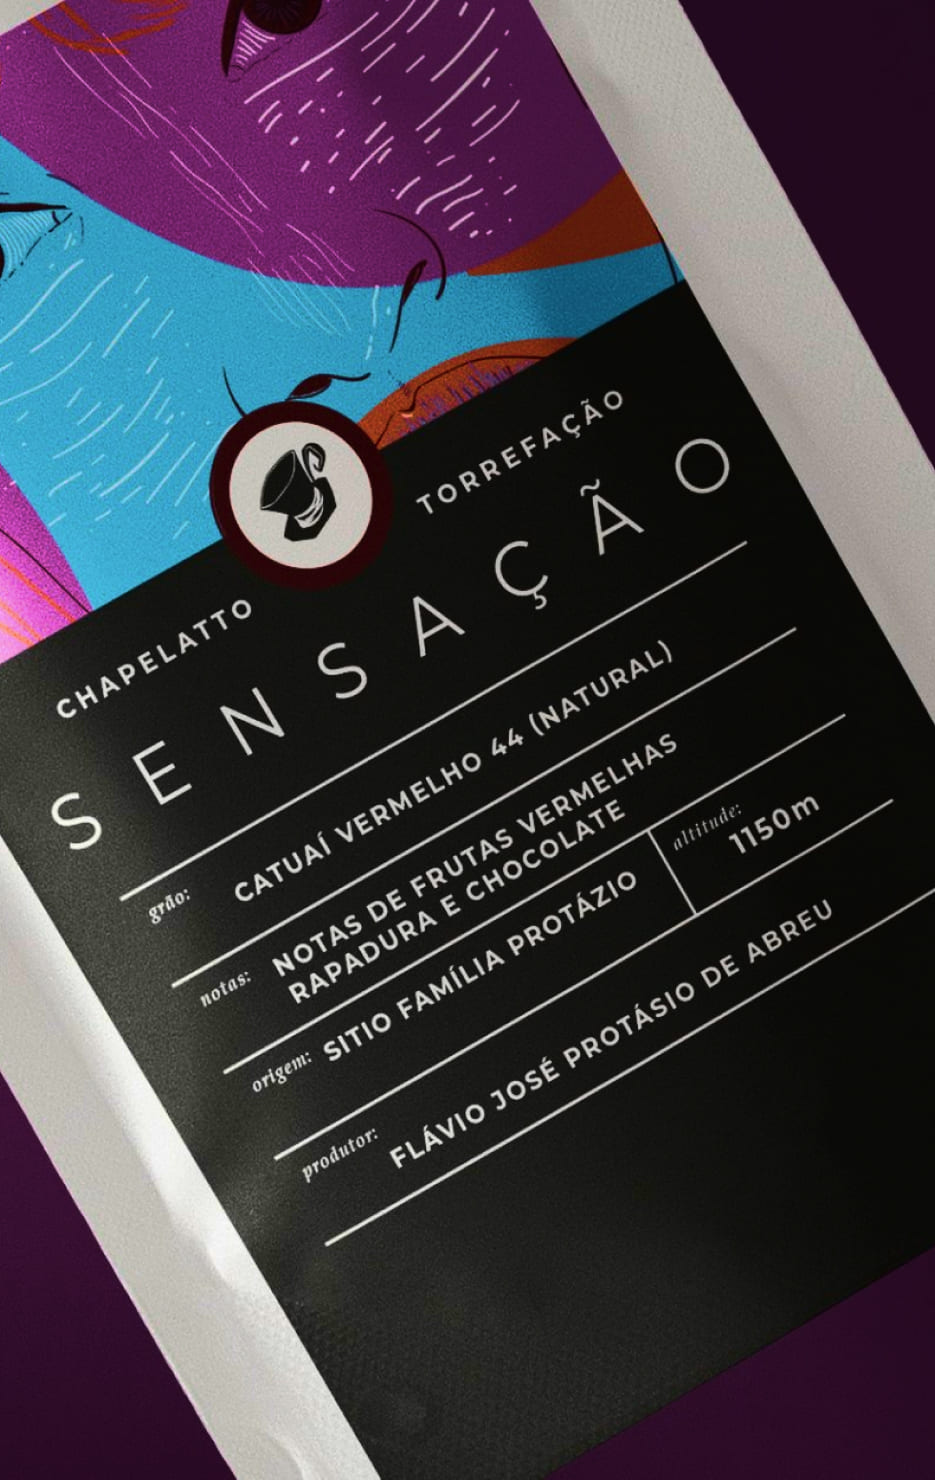 CHAPELATTO TORREFAÇÃO
SENSAÇÃO
grão: CATUAÍ VERMELHO 44 (NATURAL)
notas: NOTAS DE FRUTAS VERMELHAS
RAPADURA E CHOCOLATE
origem: SITIO FAMÍLIA PROTÁZIO
altitude: 1150m
produtor: FLÁVIO JOSÉ PROTÁSIO DE ABREU